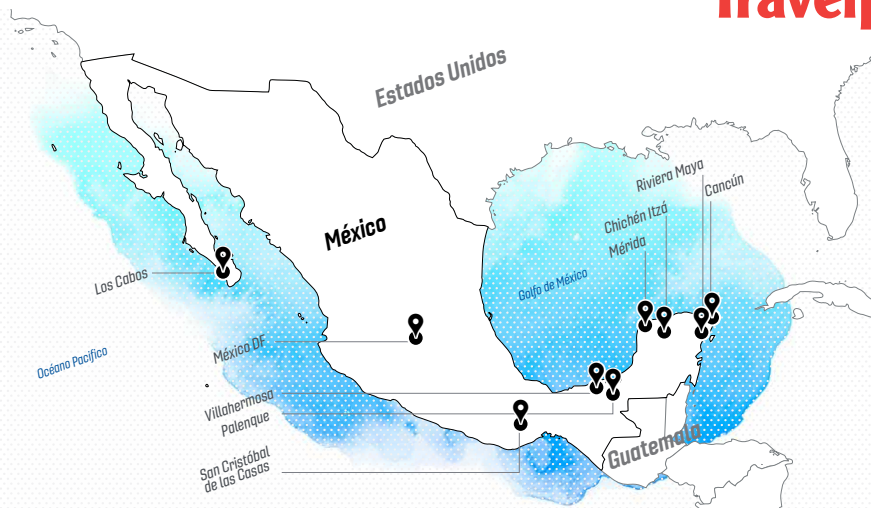 Estados Unidos
Riviera Maya
Cancún
Chichén Itzá
Mérida
México
Golfo de México
Los Cabos
México DF
Océano Pacífico
Villahermosa
Palenque
Guatemala
San Cristóbal
de las Casas